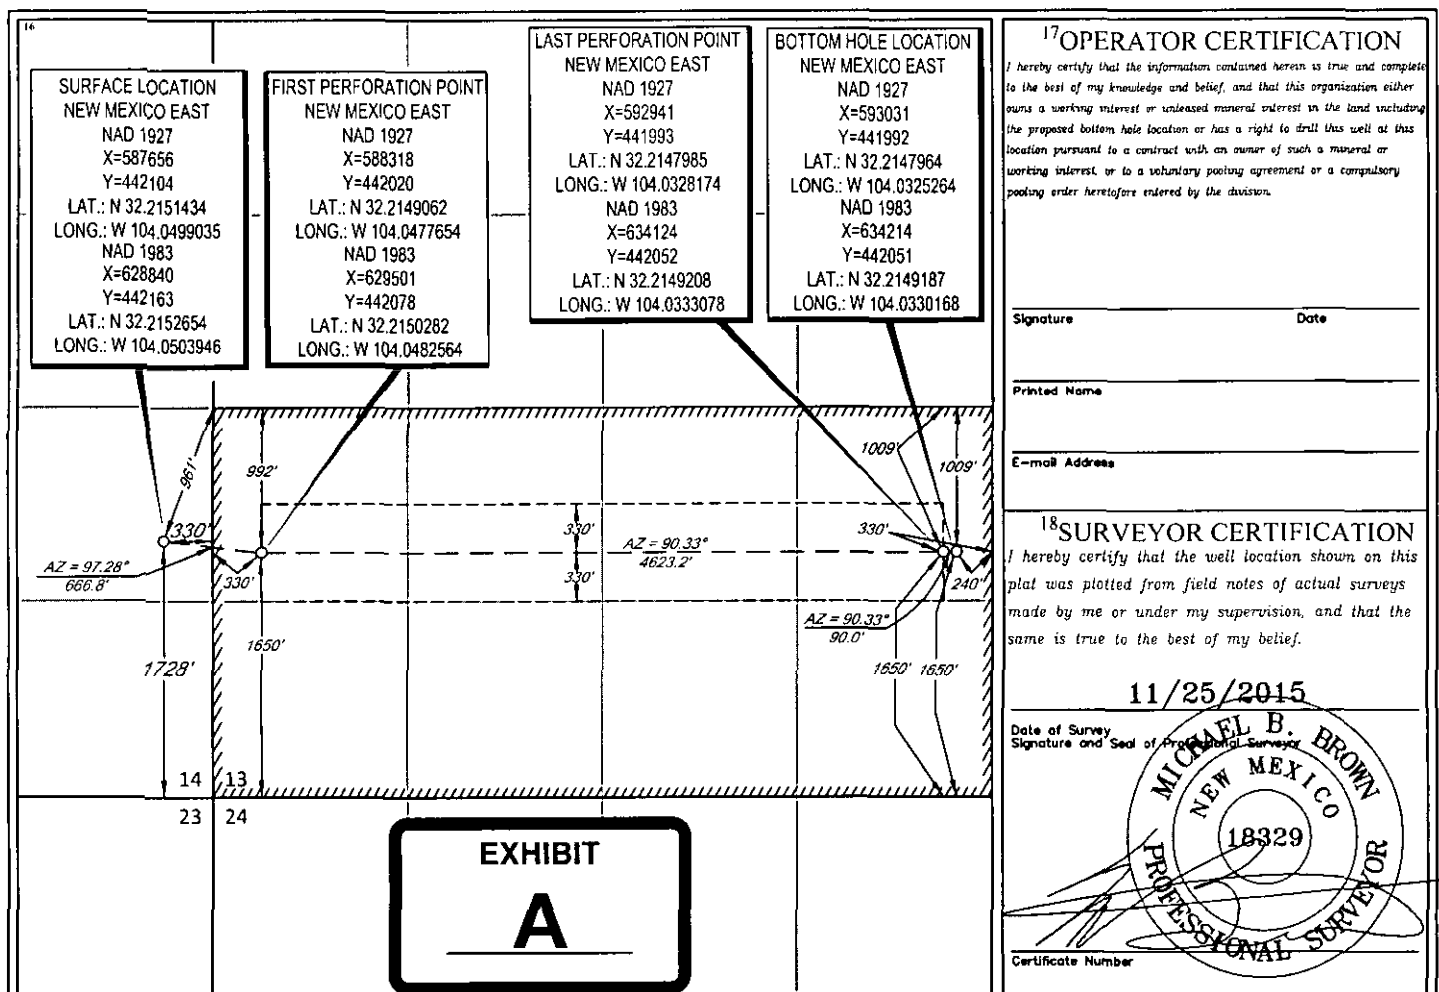 16
SURFACE LOCATION
NEW MEXICO EAST
NAD 1927
X=587656
Y=442104
LAT.: N 32.2151434
LONG.: W 104.0499035
NAD 1983
X=628840
Y=442163
LAT.: N 32.2152654
LONG.: W 104.0503946
FIRST PERFORATION POINT
NEW MEXICO EAST
NAD 1927
X=588318
Y=442020
LAT.: N 32.2149062
LONG.: W 104.0477654
NAD 1983
X=629501
Y=442078
LAT.: N 32.2150282
LONG.: W 104.0482564
LAST PERFORATION POINT
NEW MEXICO EAST
NAD 1927
X=592941
Y=441993
LAT.: N 32.2147985
LONG.: W 104.0328174
NAD 1983
X=634124
Y=442052
LAT.: N 32.2149208
LONG.: W 104.0333078
BOTTOM HOLE LOCATION
NEW MEXICO EAST
NAD 1927
X=593031
Y=441992
LAT.: N 32.2147964
LONG.: W 104.0325264
NAD 1983
X=634214
Y=442051
LAT.: N 32.2149187
LONG.: W 104.0330168
961'
992'
1009'
1009'
330'
330'
330'
AZ = 97.28°
666.8'
330'
330'
AZ = 90.33°
4623.2'
240'
AZ = 90.33°
90.0'
1728'
1650'
1650'
1650'
14
13
23
24
EXHIBIT
A
17 OPERATOR CERTIFICATION
I hereby certify that the information contained herein is true and complete
to the best of my knowledge and belief, and that this organization either
owns a working interest or unleased mineral interest in the land including
the proposed bottom hole location or has a right to drill this well at this
location pursuant to a contract with an owner of such a mineral or
working interest, or to a voluntary pooling agreement or a compulsory
pooling order heretofore entered by the division.
Signature Date
Printed Name
E-mail Address
18 SURVEYOR CERTIFICATION
I hereby certify that the well location shown on this
plat was plotted from field notes of actual surveys
made by me or under my supervision, and that the
same is true to the best of my belief.
11/25/2015
Date of Survey
Signature and Seal of Professional Surveyor
MICHAEL B. BROWN
NEW MEXICO
18329
PROFESSIONAL SURVEYOR
Certificate Number